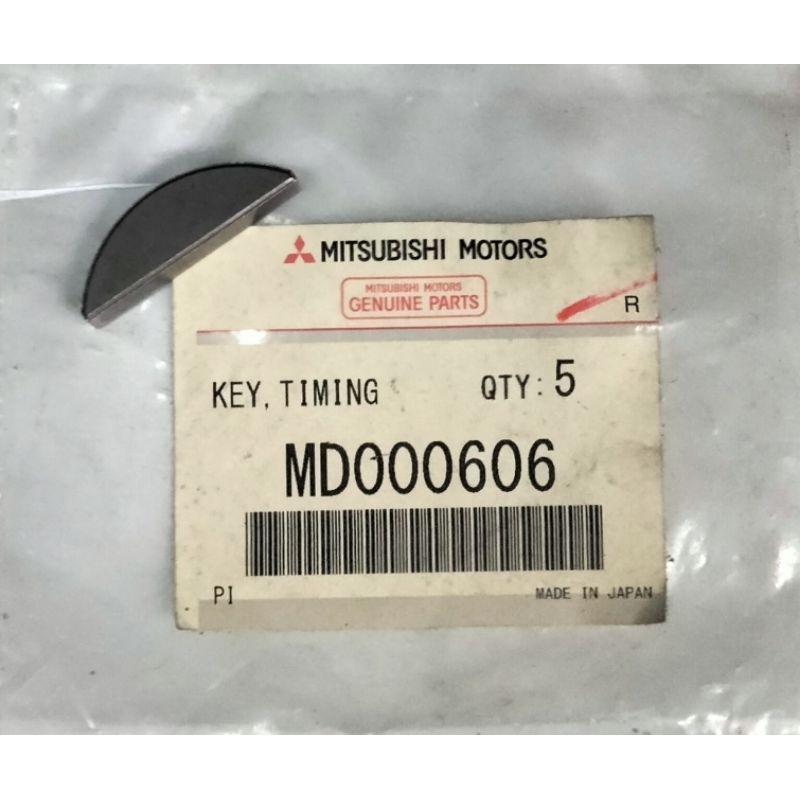 MITSUBISHI MOTORS
MITSUBISHI MOTORS
GENUINE PARTS
R
KEY, TIMING QTY: 5
MD000606
PI MADE IN JAPAN